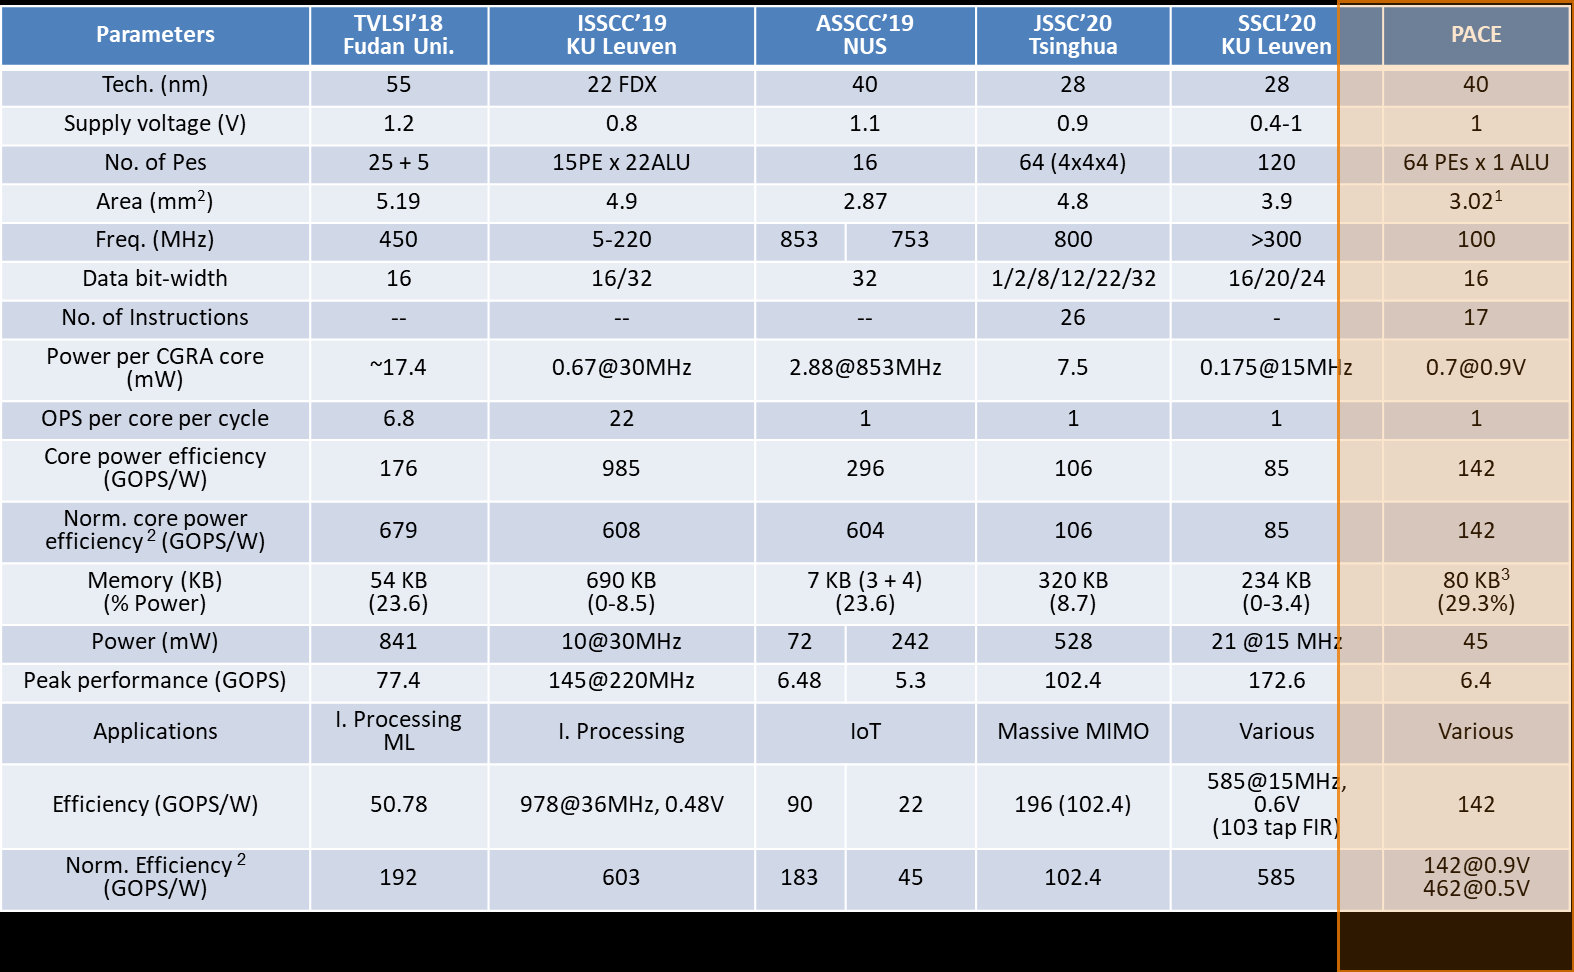 Parameters TVLSI’18 Fudan Uni. ISSCC’19 KU Leuven ASSCC’19 NUS JSSC’20 Tsinghua SSCL’20 KU Leuven PACE
Tech. (nm) 55 22 FDX 40 28 28 40
Supply voltage (V) 1.2 0.8 1.1 0.9 0.4-1 1
No. of Pes 25 + 5 15PE x 22ALU 16 64 (4x4x4) 120 64 PEs x 1 ALU
Area (mm²) 5.19 4.9 2.87 4.8 3.9 3.02¹
Freq. (MHz) 450 5-220 853 753 800 >300 100
Data bit-width 16 16/32 32 1/2/8/12/22/32 16/20/24 16
No. of Instructions -- -- -- 26 - 17
Power per CGRA core (mW) ~17.4 0.67@30MHz 2.88@853MHz 7.5 0.175@15MHz 0.7@0.9V
OPS per core per cycle 6.8 22 1 1 1 1
Core power efficiency (GOPS/W) 176 985 296 106 85 142
Norm. core power efficiency ² (GOPS/W) 679 608 604 106 85 142
Memory (KB) (% Power) 54 KB (23.6) 690 KB (0-8.5) 7 KB (3 + 4) (23.6) 320 KB (8.7) 234 KB (0-3.4) 80 KB³ (29.3%)
Power (mW) 841 10@30MHz 72 242 528 21 @15 MHz 45
Peak performance (GOPS) 77.4 145@220MHz 6.48 5.3 102.4 172.6 6.4
Applications I. Processing ML I. Processing IoT Massive MIMO Various Various
Efficiency (GOPS/W) 50.78 978@36MHz, 0.48V 90 22 196 (102.4) 585@15MHz, 0.6V (103 tap FIR) 142
Norm. Efficiency ² (GOPS/W) 192 603 183 45 102.4 585 142@0.9V 462@0.5V